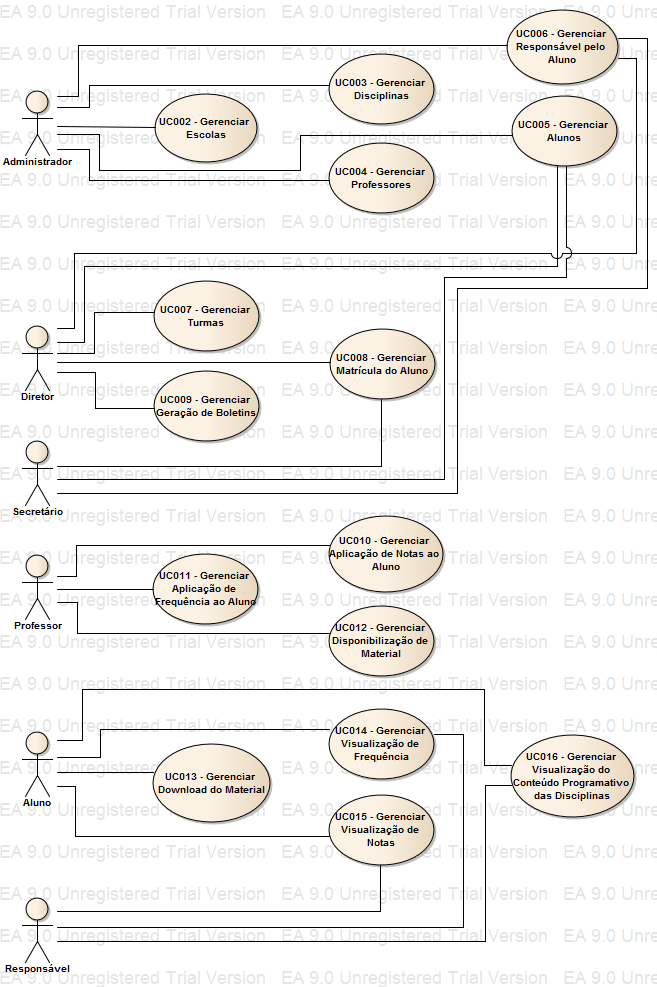 EA 9.0 Unregistered Trial Version
UC006 - Gerenciar
Responsável pelo
Aluno
UC003 - Gerenciar
Disciplinas
UC002 - Gerenciar
Escolas
UC005 - Gerenciar
Alunos
Administrador
UC004 - Gerenciar
Professores
UC007 - Gerenciar
Turmas
UC008 - Gerenciar
Matrícula do Aluno
Diretor
UC009 - Gerenciar
Geração de Boletins
Secretário
UC010 - Gerenciar
Aplicação de Notas ao
Aluno
UC011 - Gerenciar
Aplicação de
Frequência ao Aluno
Professor
UC012 - Gerenciar
Disponibilização de
Material
UC014 - Gerenciar
Visualização de
Frequência
UC016 - Gerenciar
Visualização do
Conteúdo Programativo
das Disciplinas
UC013 - Gerenciar
Download do Material
Aluno
UC015 - Gerenciar
Visualização de
Notas
Responsável